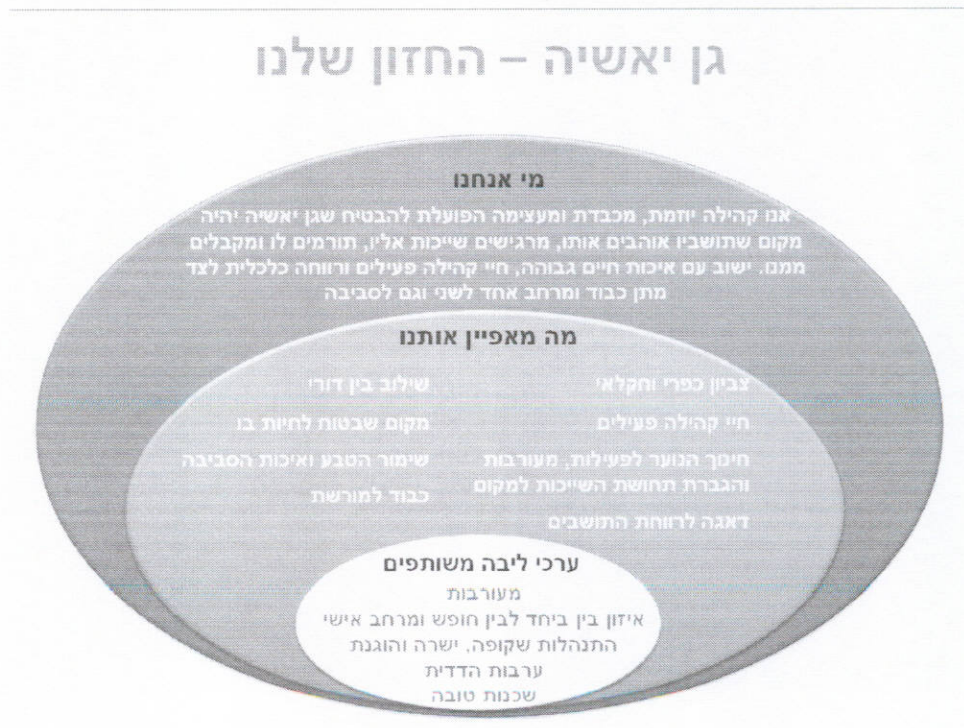 גן יאשיה – החזון שלנו
מי אנחנו
אנו קהילה יוזמת, מכבדת ומעצימה הפועלת להבטיח שגן יאשיה יהיה
מקום שתושביו אוהבים אותו, מרגישים שייכות אליו, תורמים לו ומקבלים
ממנו. ישוב עם איכות חיים גבוהה, חיי קהילה פעילים ורווחה כלכלית לצד
מתן כבוד ומרחב אחד לשני וגם לסביבה
מה מאפיין אותנו
צביון כפרי וחקלאי
חיי קהילה פעילים
חינוך הנוער לפעילות, מעורבות
והגברת תחושת השייכות למקום
דאגה לרווחת התושבים
שילוב בין דורי
מקום שבטוח לחיות בו
שימור הטבע ואיכות הסביבה
כבוד למורשת
ערכי ליבה משותפים
מעורבות
איזון בין ביחד לבין חופש ומרחב אישי
התנהלות שקופה, ישרה והוגנת
ערבות הדדית
שכנות טובה